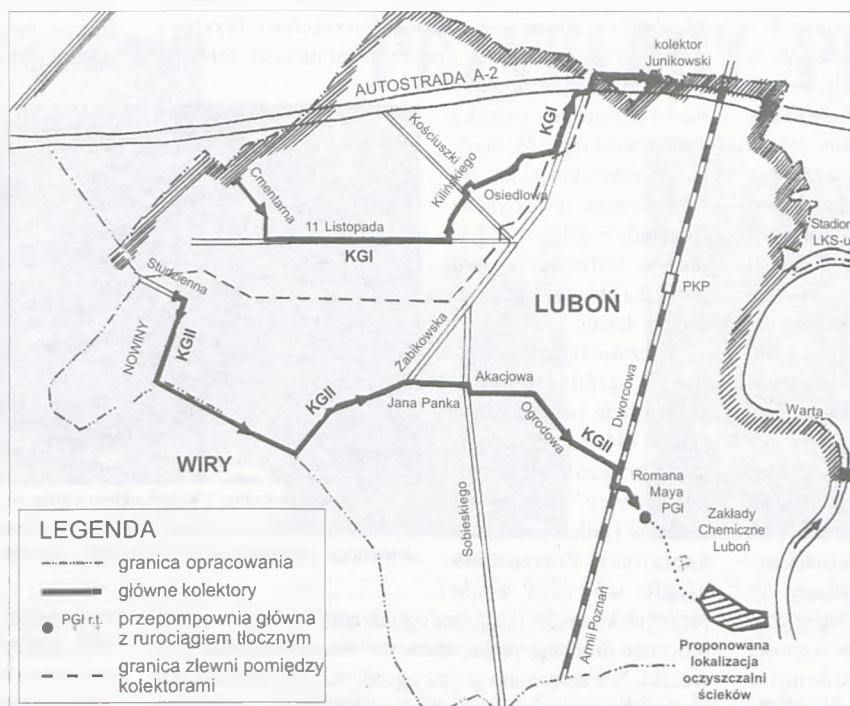 kolektor
Junikowski
AUTOSTRADA A-2
Kościuszki
KGI
Cmentarna
Kilińskiego
Osiedlowa
11 Listopada
KGI
Stadion
LKS-u
Studzienna
PKP
LUBOŃ
NOWINY
KGII
Żabikowska
Dworcowa
KGII
Akacjowa
Jana Panka
Ogrodowa
KGII
Warta
WIRY
Romana
Maya
PGł
Zakłady
Chemiczne
Luboń
Sobieskiego
Armii Poznań
Proponowana
lokalizacja
oczyszczalni
ścieków
LEGENDA
granica opracowania
główne kolektory
PGł r.t. przepompownia główna
z rurociągiem tłocznym
granica zlewni pomiędzy
kolektorami